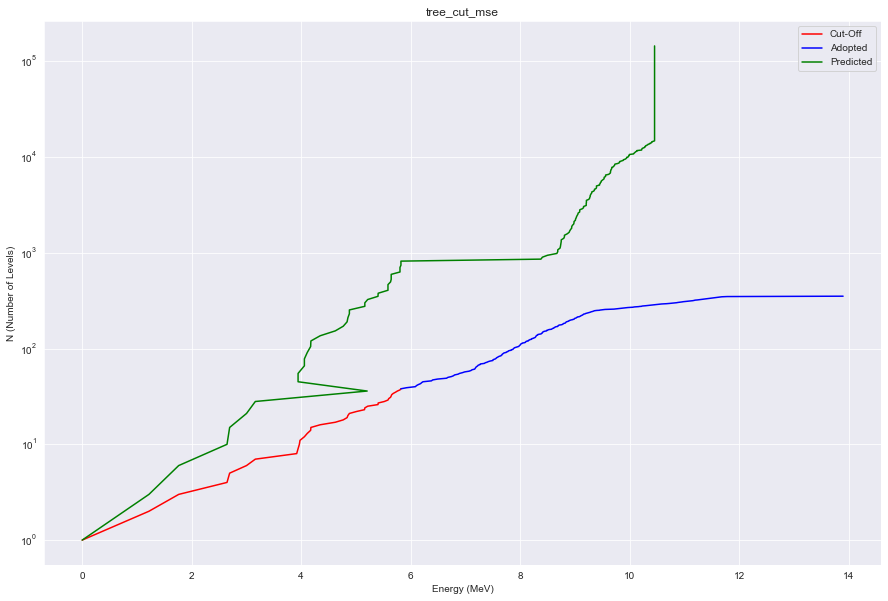 tree_cut_mse
Cut-Off
Adopted
Predicted
N (Number of Levels)
10^5
10^4
10^3
10^2
10^1
10^0
0 2 4 6 8 10 12 14
Energy (MeV)